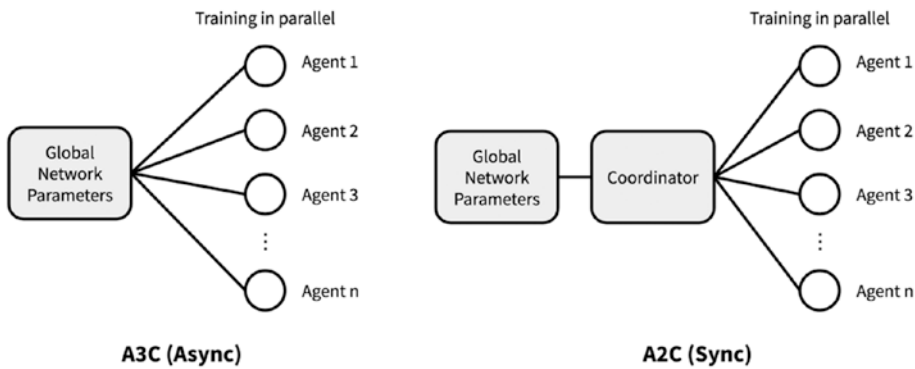 Training in parallel
Agent 1
Agent 2
Agent 3
⋮
Agent n
Global
Network
Parameters
A3C (Async)
Training in parallel
Agent 1
Agent 2
Agent 3
⋮
Agent n
Global
Network
Parameters
Coordinator
A2C (Sync)